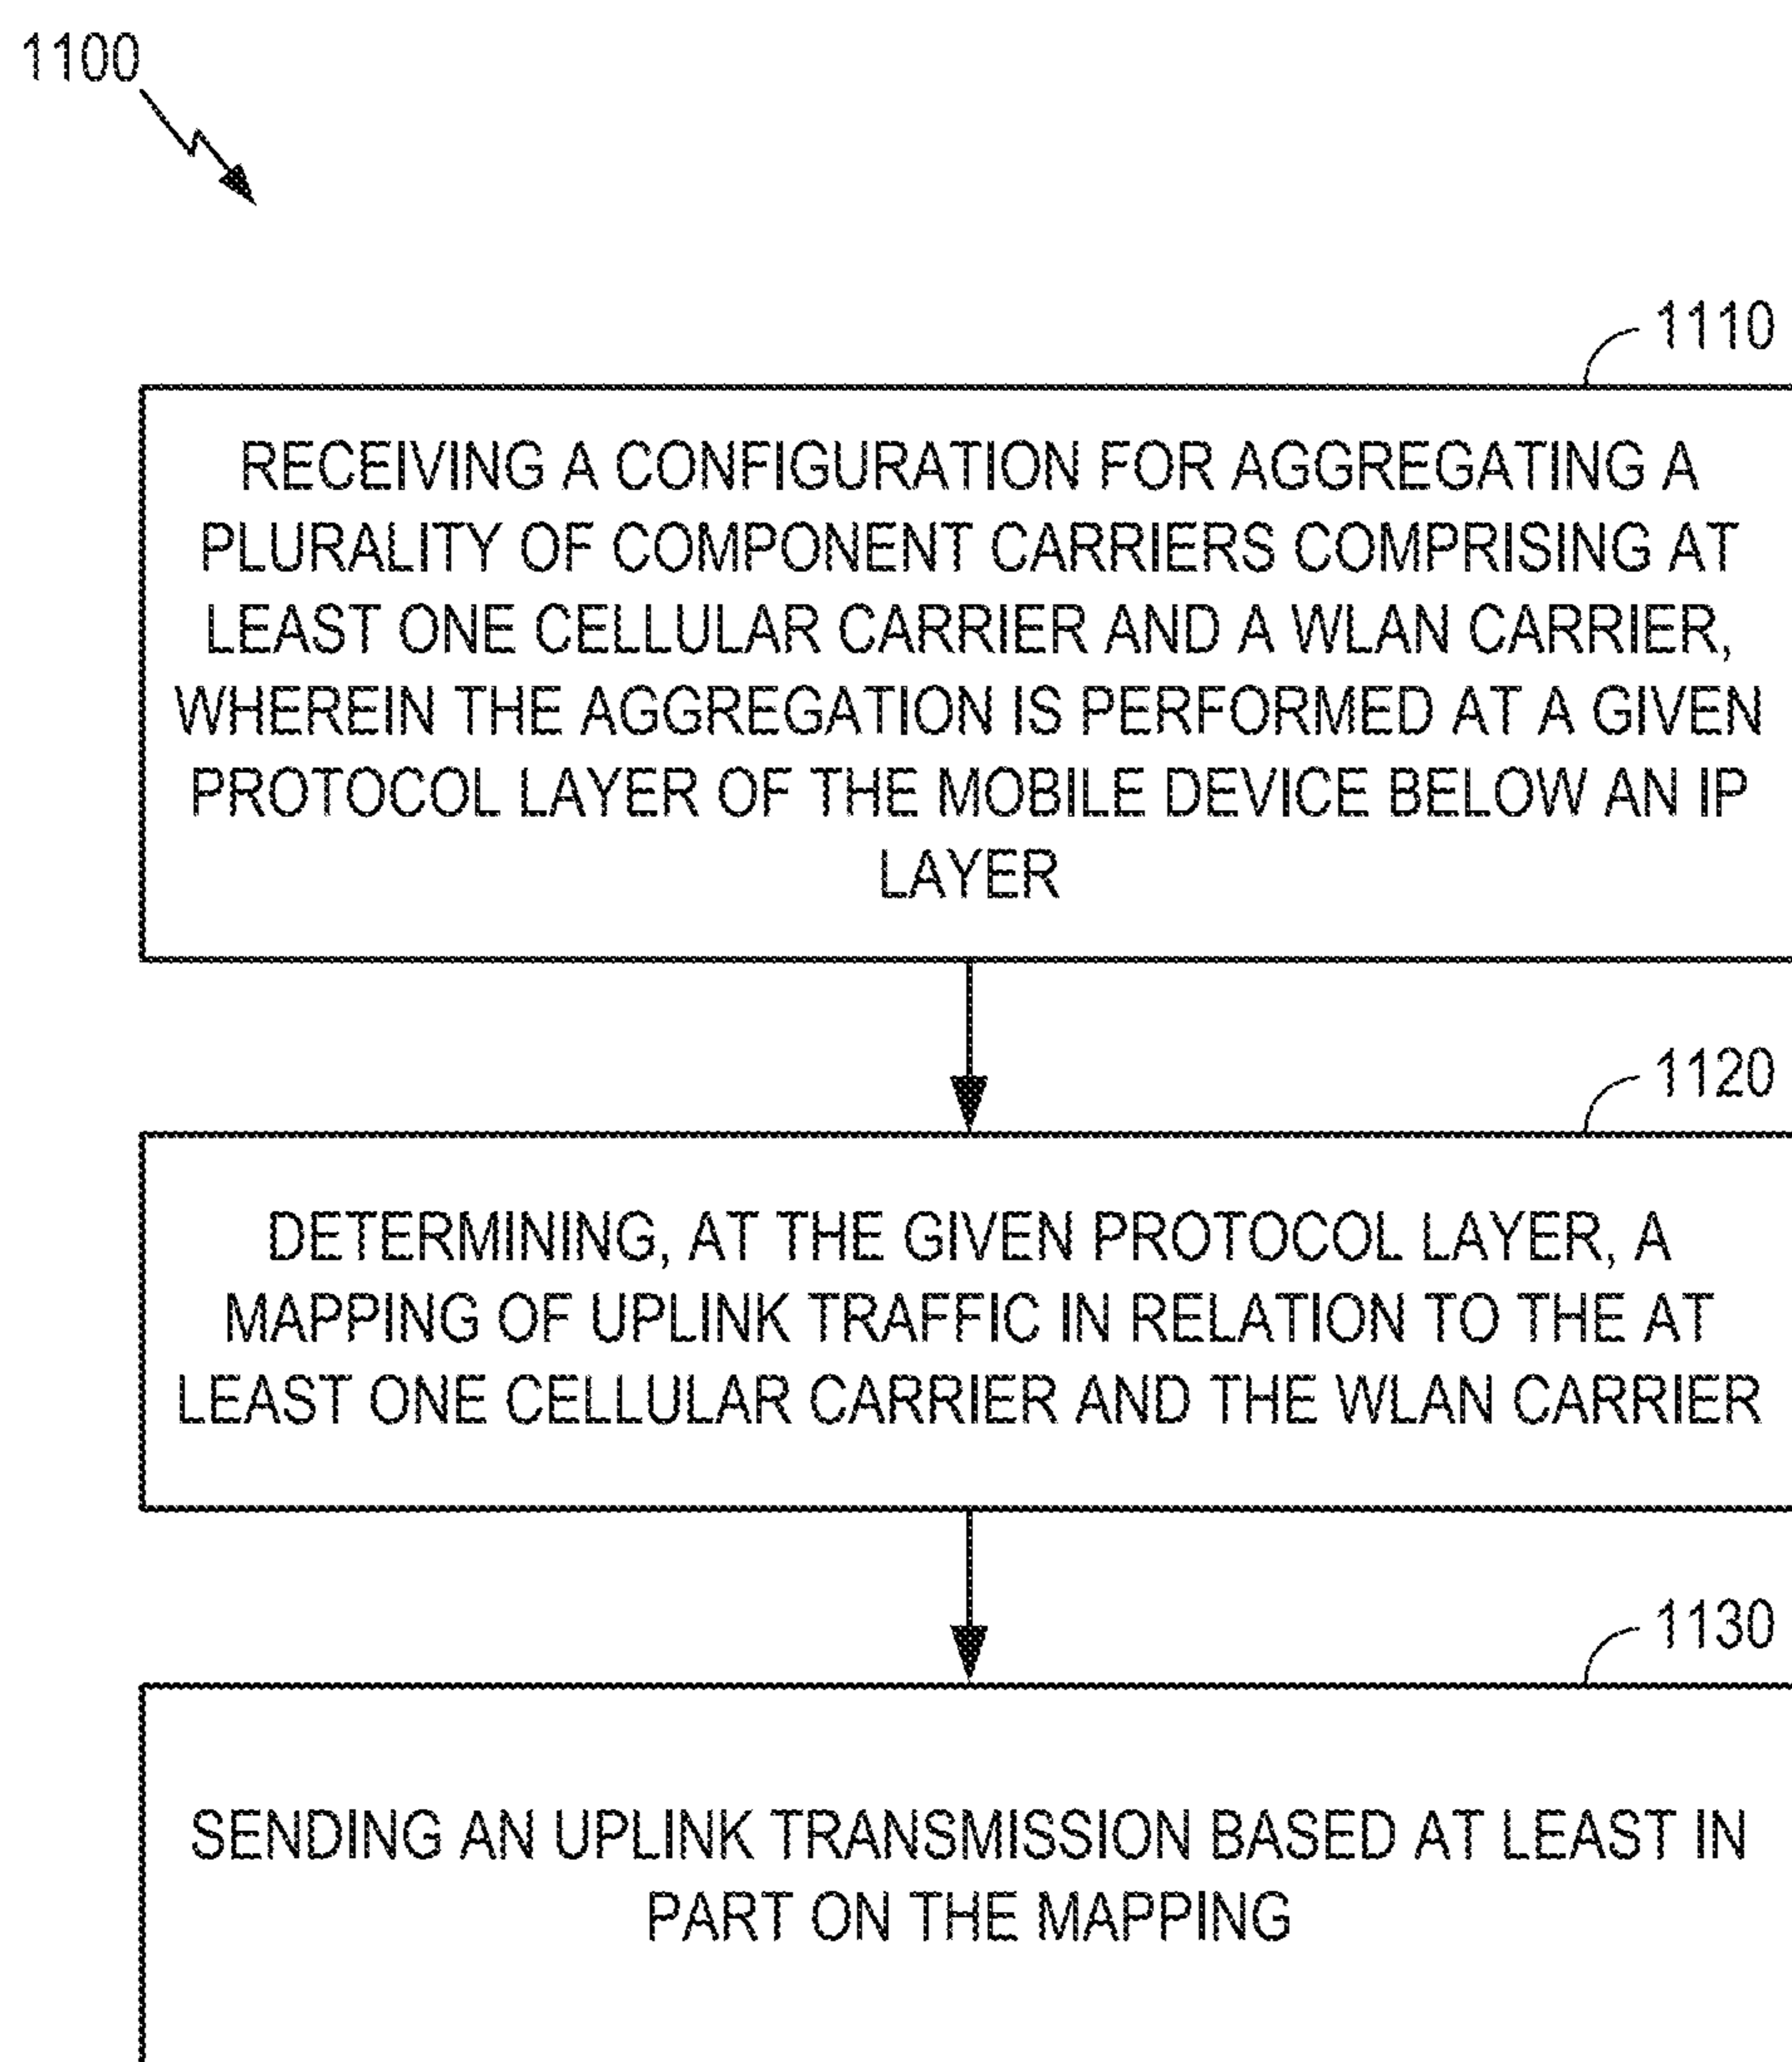 1100
1110
RECEIVING A CONFIGURATION FOR AGGREGATING A
PLURALITY OF COMPONENT CARRIERS COMPRISING AT
LEAST ONE CELLULAR CARRIER AND A WLAN CARRIER,
WHEREIN THE AGGREGATION IS PERFORMED AT A GIVEN
PROTOCOL LAYER OF THE MOBILE DEVICE BELOW AN IP
LAYER
1120
DETERMINING, AT THE GIVEN PROTOCOL LAYER, A
MAPPING OF UPLINK TRAFFIC IN RELATION TO THE AT
LEAST ONE CELLULAR CARRIER AND THE WLAN CARRIER
1130
SENDING AN UPLINK TRANSMISSION BASED AT LEAST IN
PART ON THE MAPPING